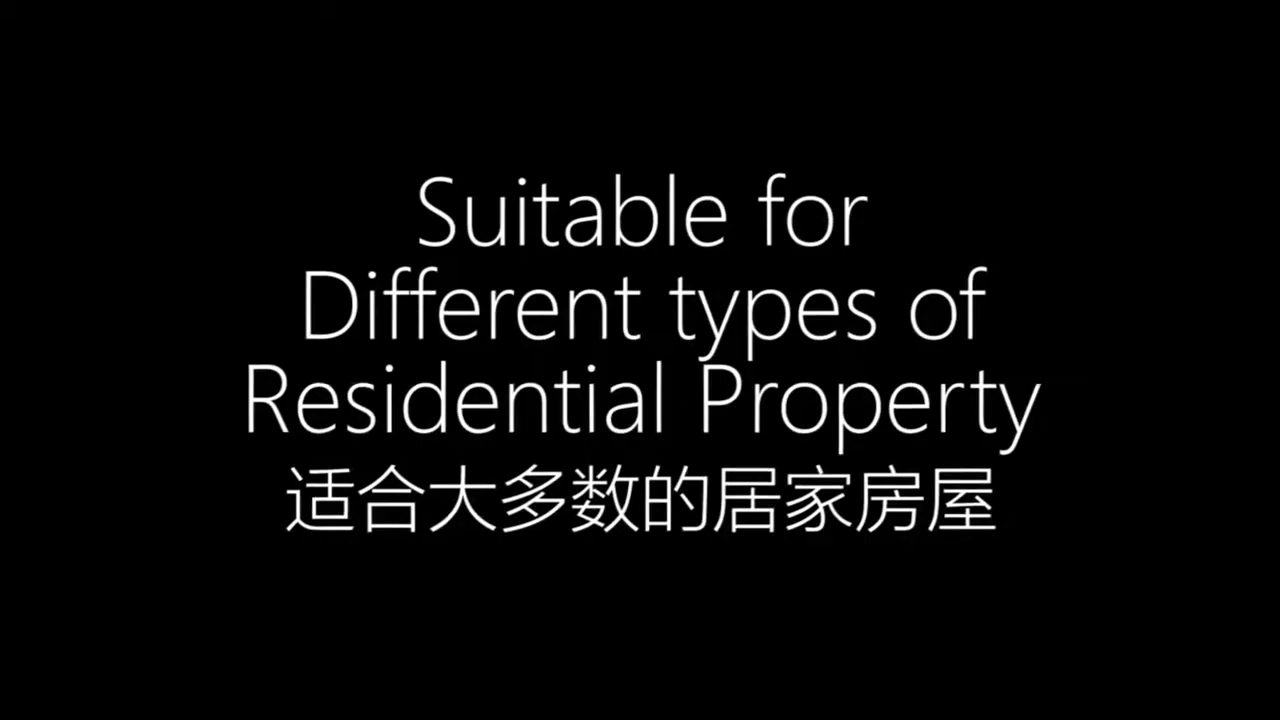 Suitable for
Different types of
Residential Property
适合大多数的居家房屋